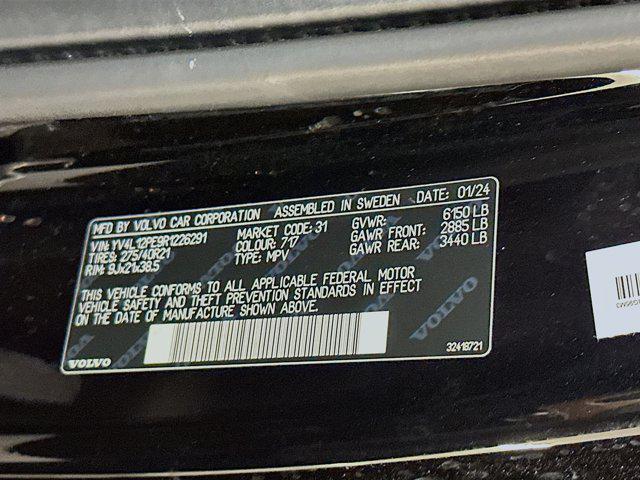 MFD BY VOLVO CAR CORPORATION ASSEMBLED IN SWEDEN DATE: 01/24
VIN: YV4L12PE9R1226291 MARKET CODE: 31 GVWR: 6150 LB
TIRES: 275/40R21 COLOUR: 717 GAWR FRONT: 2885 LB
RIM: 9Jx21x38.5 TYPE: MPV GAWR REAR: 3440 LB
THIS VEHICLE CONFORMS TO ALL APPLICABLE FEDERAL MOTOR
VEHICLE SAFETY AND THEFT PREVENTION STANDARDS IN EFFECT
ON THE DATE OF MANUFACTURE SHOWN ABOVE.
VOLVO 32418721
VOLVO